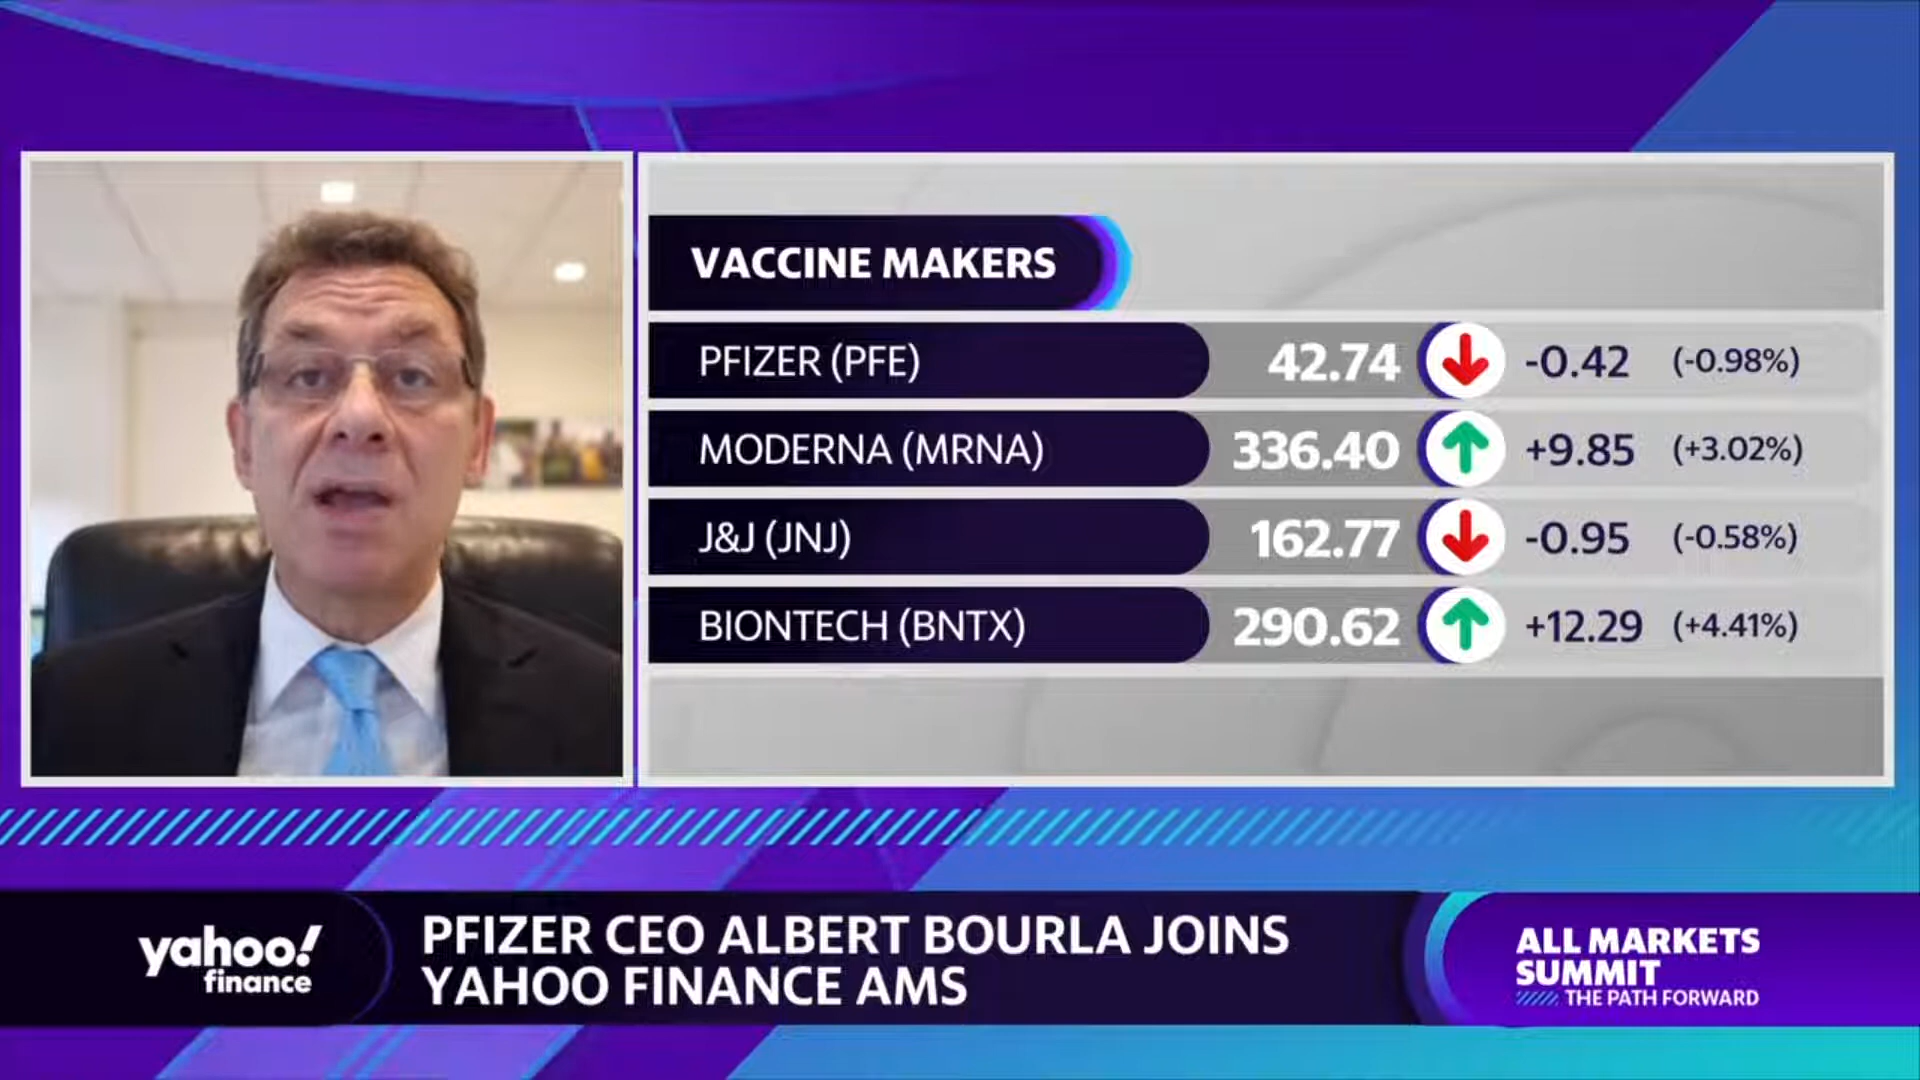 VACCINE MAKERS
PFIZER (PFE) 42.74 -0.42 (-0.98%)
MODERNA (MRNA) 336.40 +9.85 (+3.02%)
J&J (JNJ) 162.77 -0.95 (-0.58%)
BIONTECH (BNTX) 290.62 +12.29 (+4.41%)
yahoo!
finance
PFIZER CEO ALBERT BOURLA JOINS
YAHOO FINANCE AMS
ALL MARKETS
SUMMIT
THE PATH FORWARD